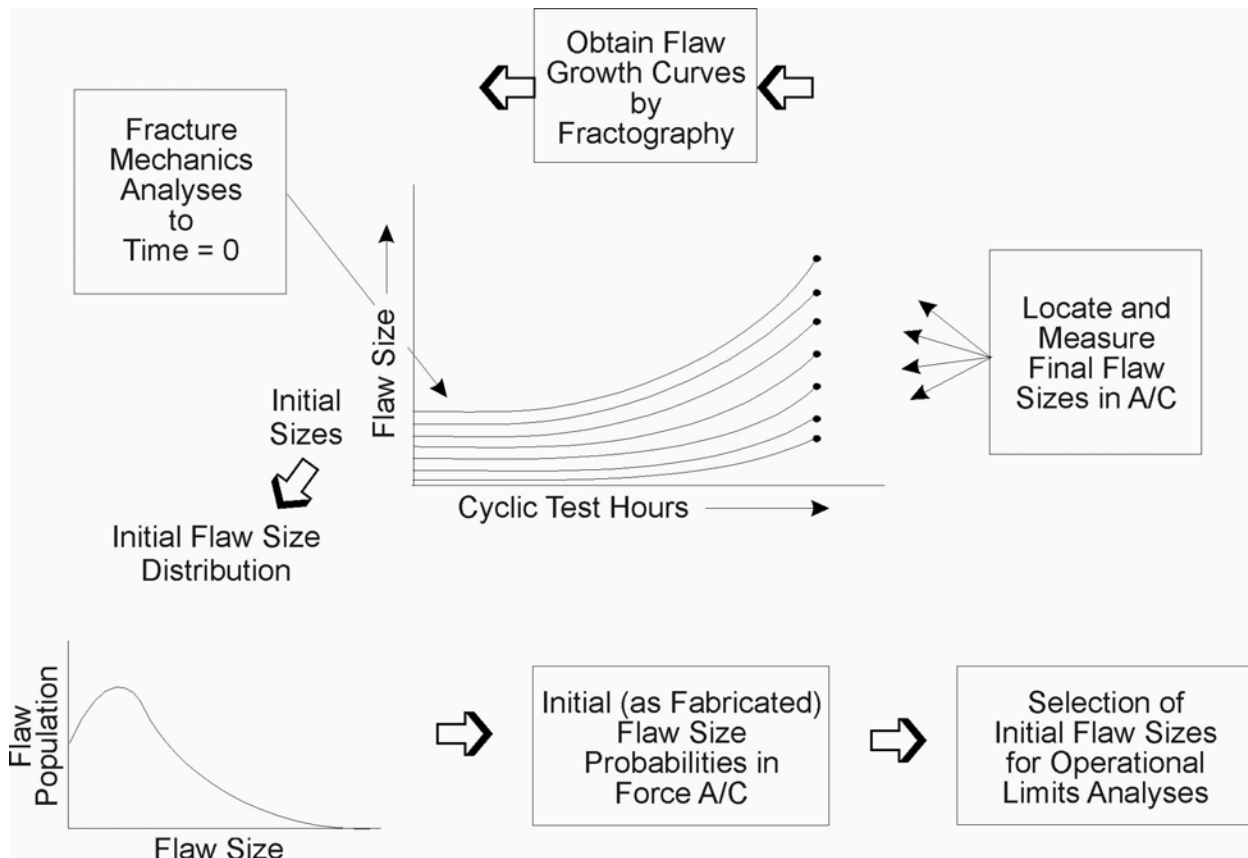 Obtain Flaw
Growth Curves
by
Fractography
Fracture
Mechanics
Analyses
to
Time = 0
Flaw Size
Locate and
Measure
Final Flaw
Sizes in A/C
Initial
Sizes
Cyclic Test Hours
Initial Flaw Size
Distribution
Flaw
Population
Flaw Size
Initial (as Fabricated)
Flaw Size
Probabilities in
Force A/C
Selection of
Initial Flaw Sizes
for Operational
Limits Analyses